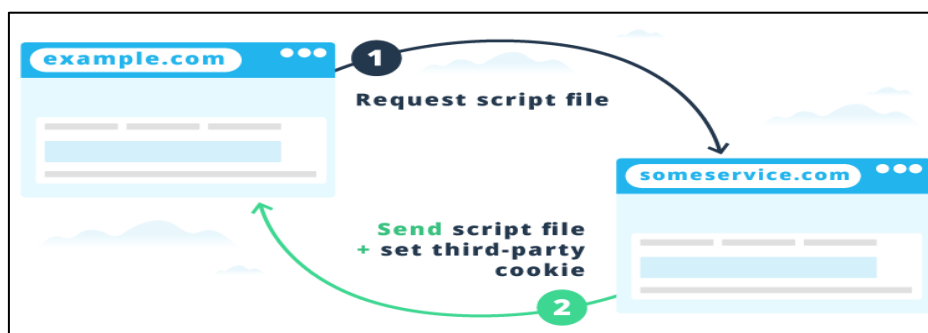 example.com
1
Request script file
someservice.com
Send script file
+ set third-party
cookie
2